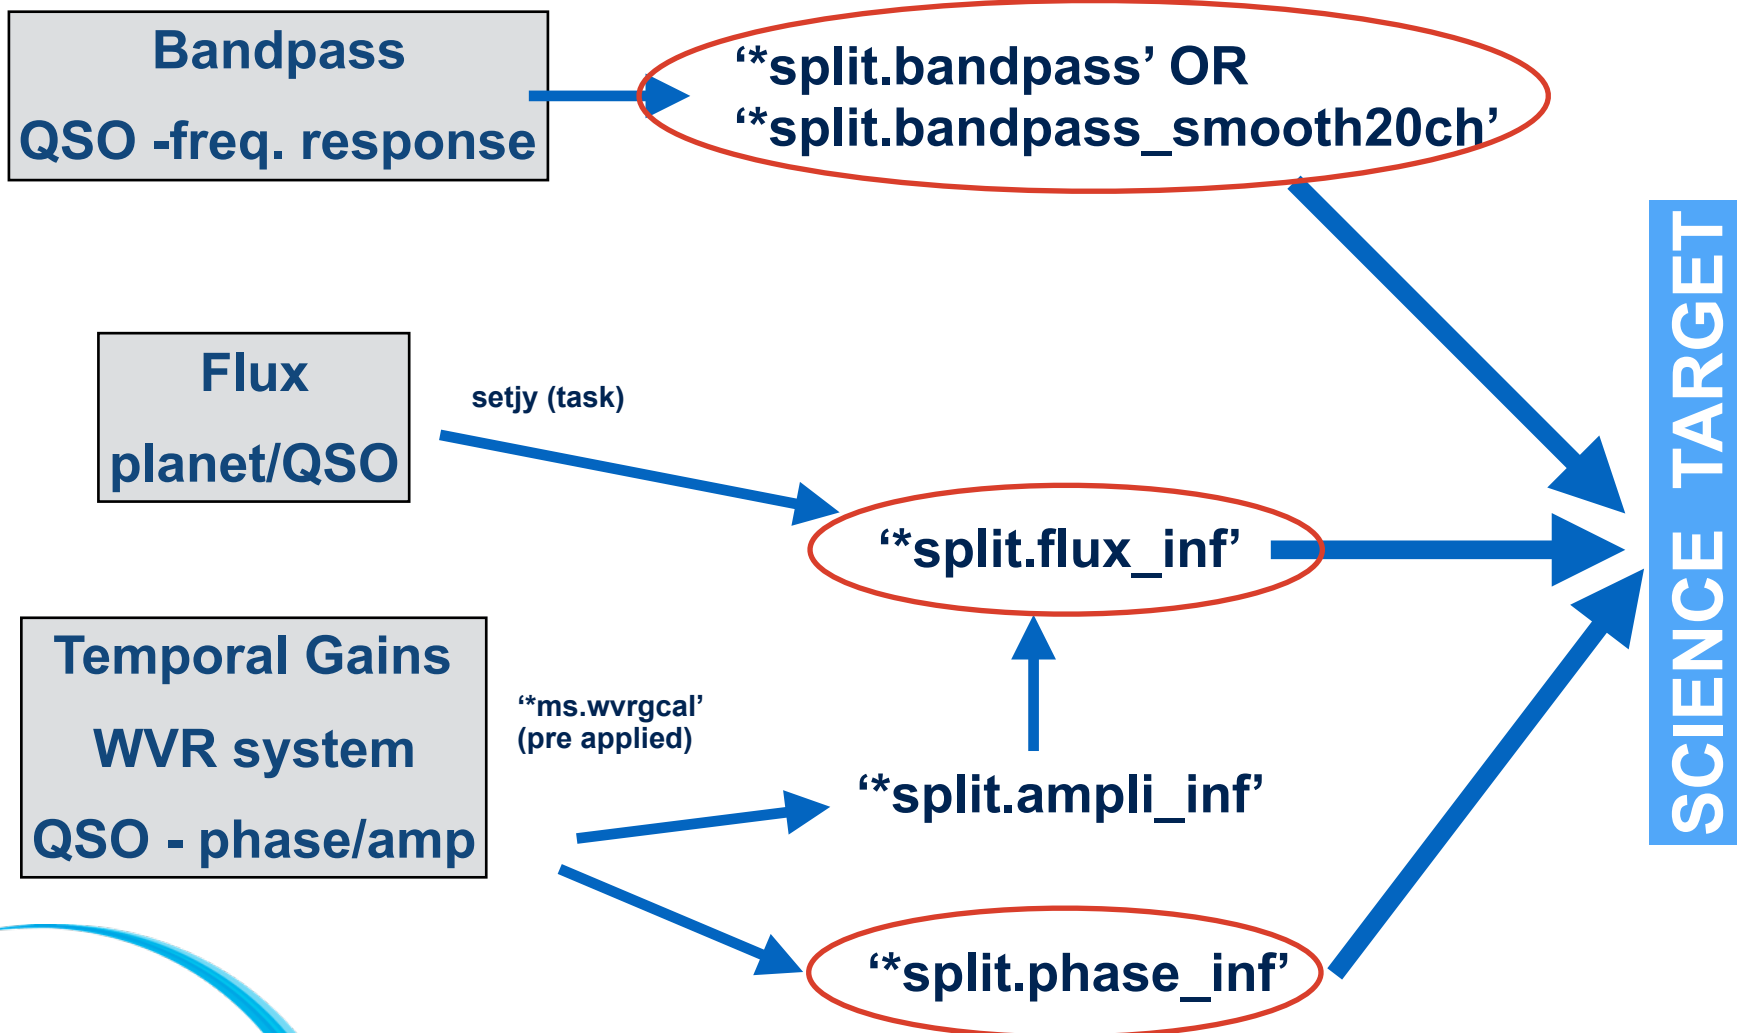 Bandpass
QSO -freq. response
‘*split.bandpass’ OR
‘*split.bandpass_smooth20ch’
Flux
planet/QSO
setjy (task)
‘*split.flux_inf’
Temporal Gains
WVR system
QSO - phase/amp
‘*ms.wvrgcal’
(pre applied)
‘*split.ampli_inf’
‘*split.phase_inf’
SCIENCE TARGET